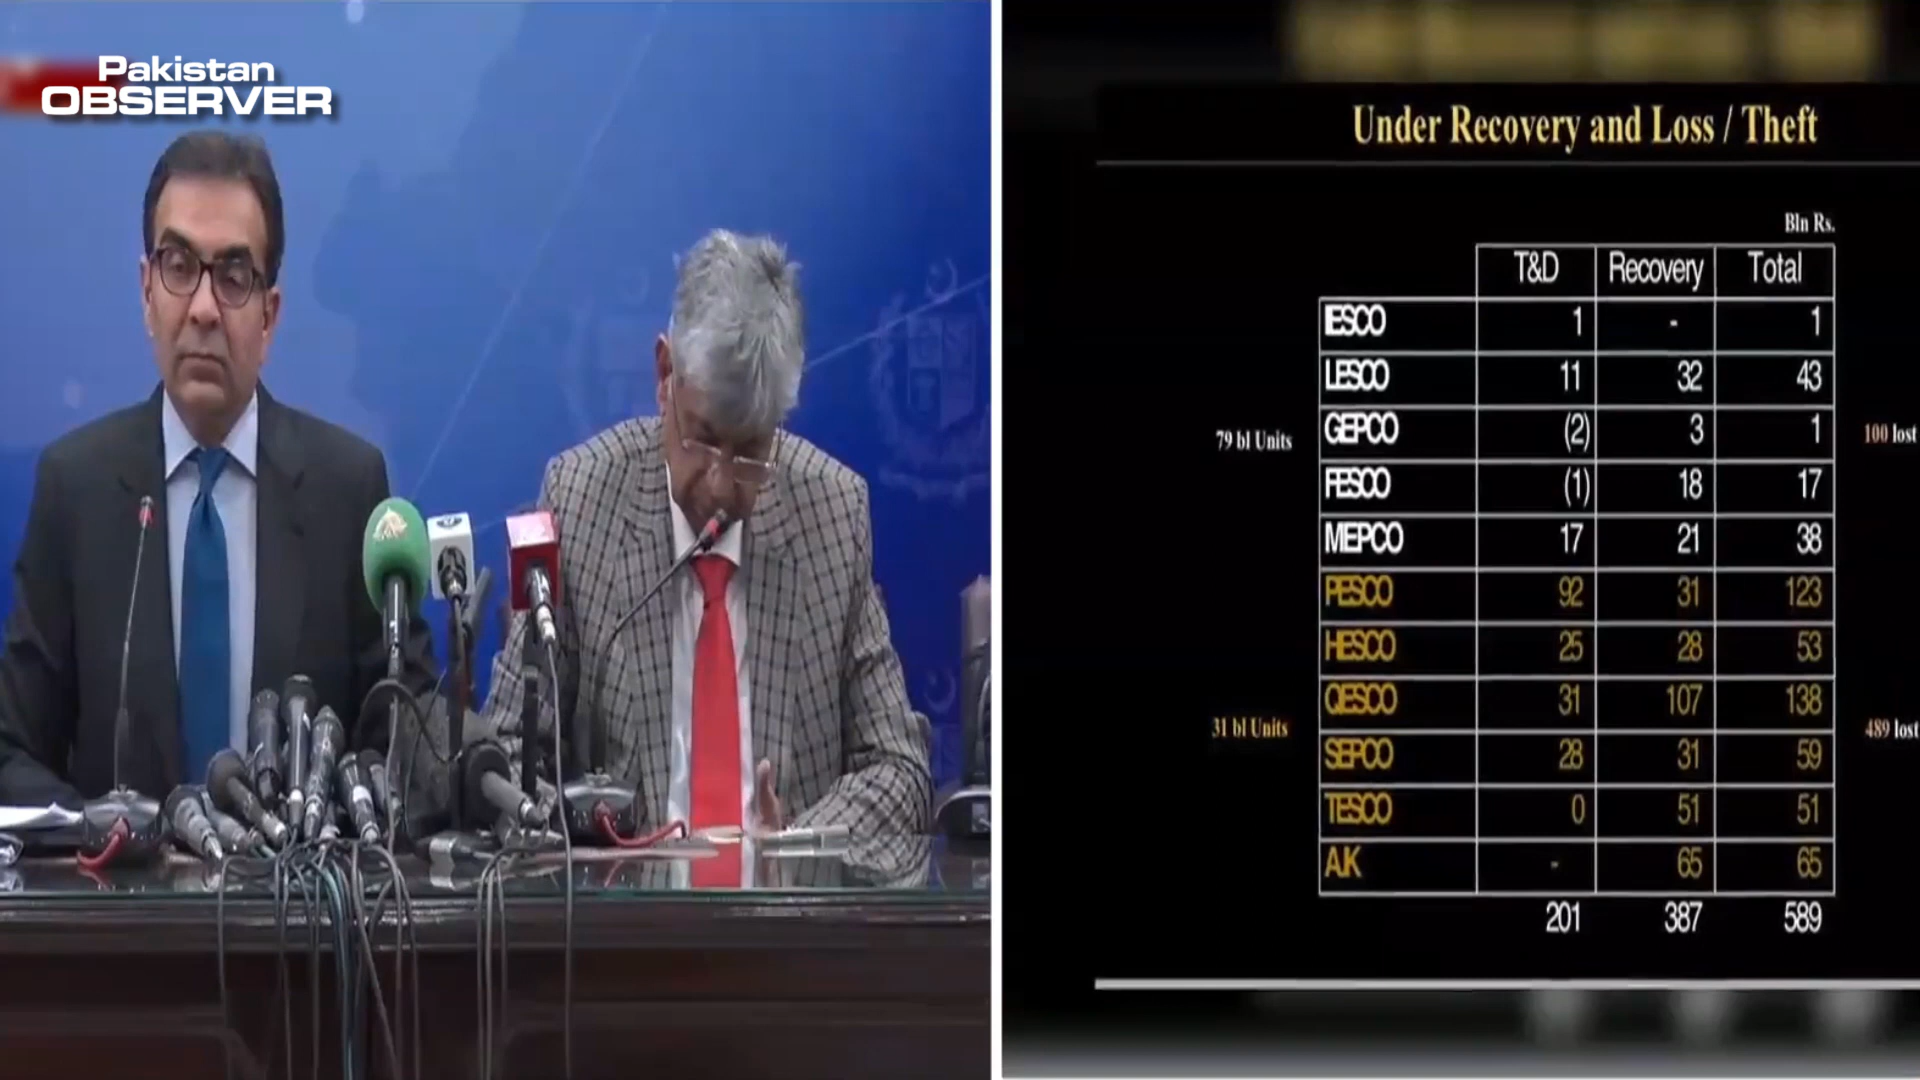 Pakistan
OBSERVER
Under Recovery and Loss / Theft
Bln Rs.
T&D Recovery Total
IESCO 1 - 1
LESCO 11 32 43
GEPCO (2) 3 1
79 bl Units
100 lost
FESCO (1) 18 17
MEPCO 17 21 38
PESCO 92 31 123
HESCO 25 28 53
QESCO 31 107 138
31 bl Units
489 lost
SEPCO 28 31 59
TESCO 0 51 51
AJK - 65 65
201 387 589